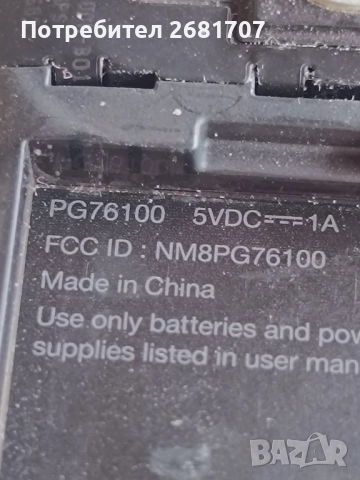 Потребител 2681707
PG76100 5VDC⎓1A
FCC ID : NM8PG76100
Made in China
Use only batteries and pow
supplies listed in user man
BAZAR